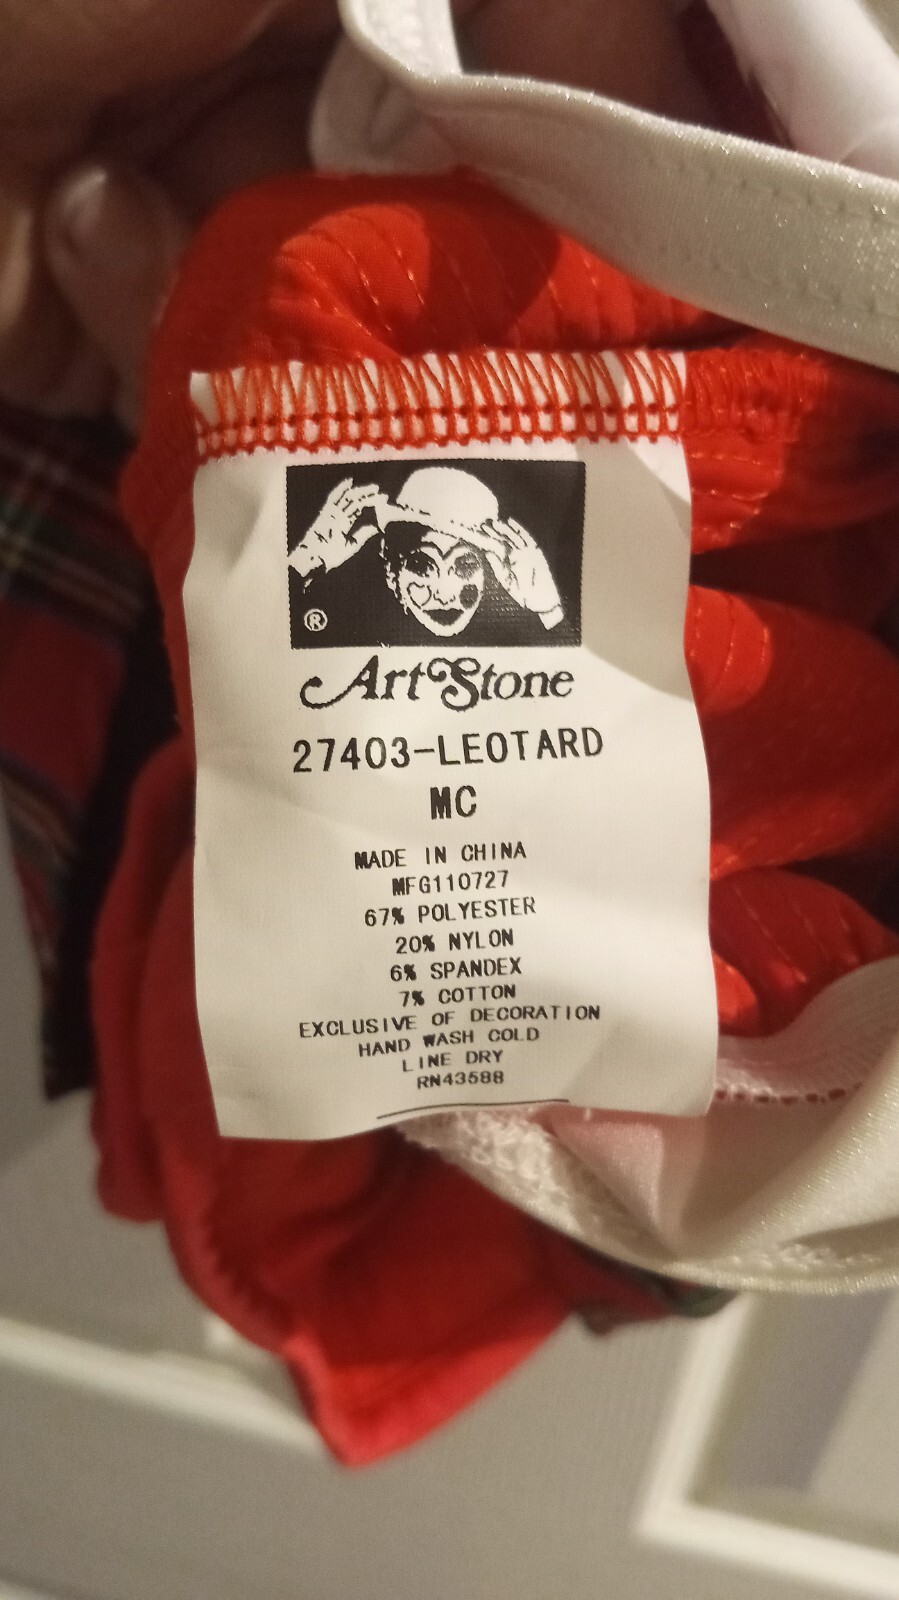 ®
ArtStone
27403-LEOTARD
MC
MADE IN CHINA
MFG110727
67% POLYESTER
20% NYLON
6% SPANDEX
7% COTTON
EXCLUSIVE OF DECORATION
HAND WASH COLD
LINE DRY
RN43588